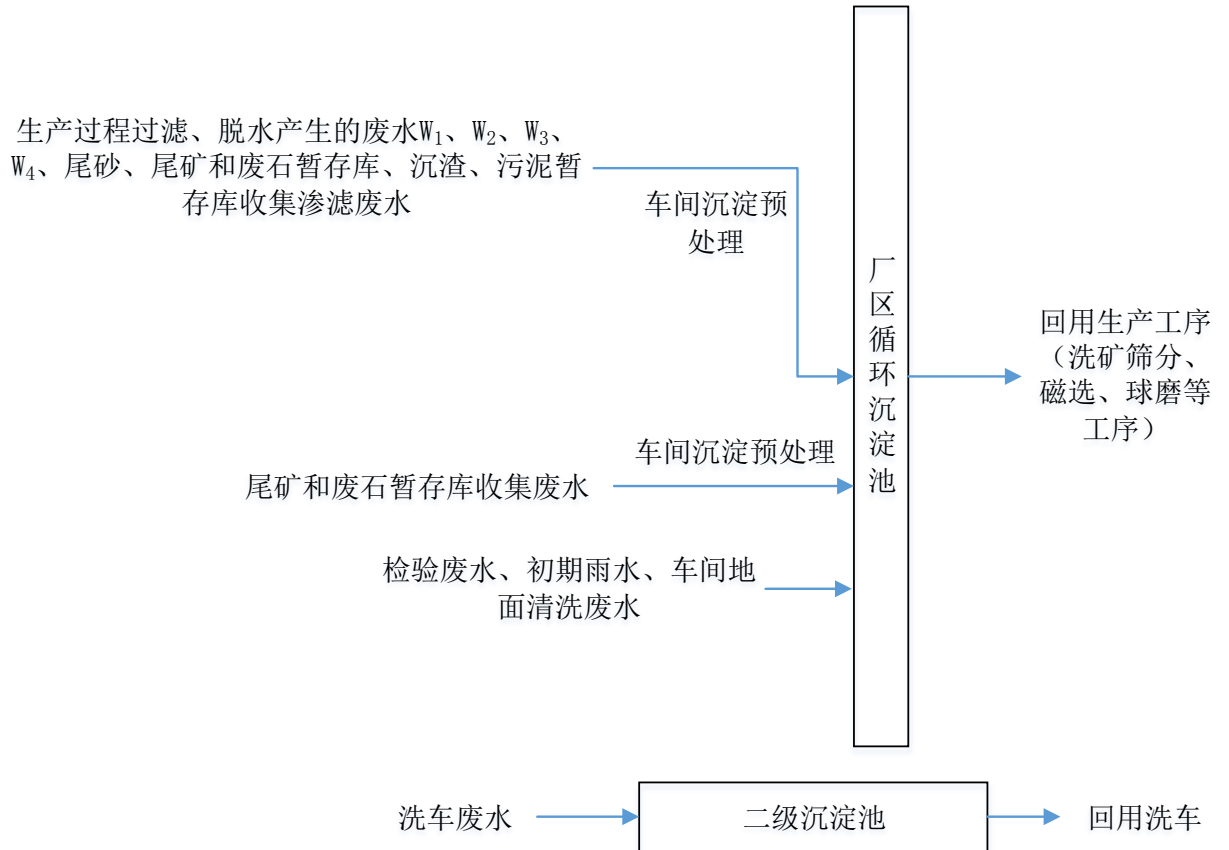 生产过程过滤、脱水产生的废水W₁、W₂、W₃、
W₄、尾砂、尾矿和废石暂存库、沉渣、污泥暂
存库收集渗滤废水
车间沉淀预
处理
厂区循环沉淀池
回用生产工序
（洗矿筛分、
磁选、球磨等
工序）
车间沉淀预处理
尾矿和废石暂存库收集废水
检验废水、初期雨水、车间地
面清洗废水
洗车废水
二级沉淀池
回用洗车